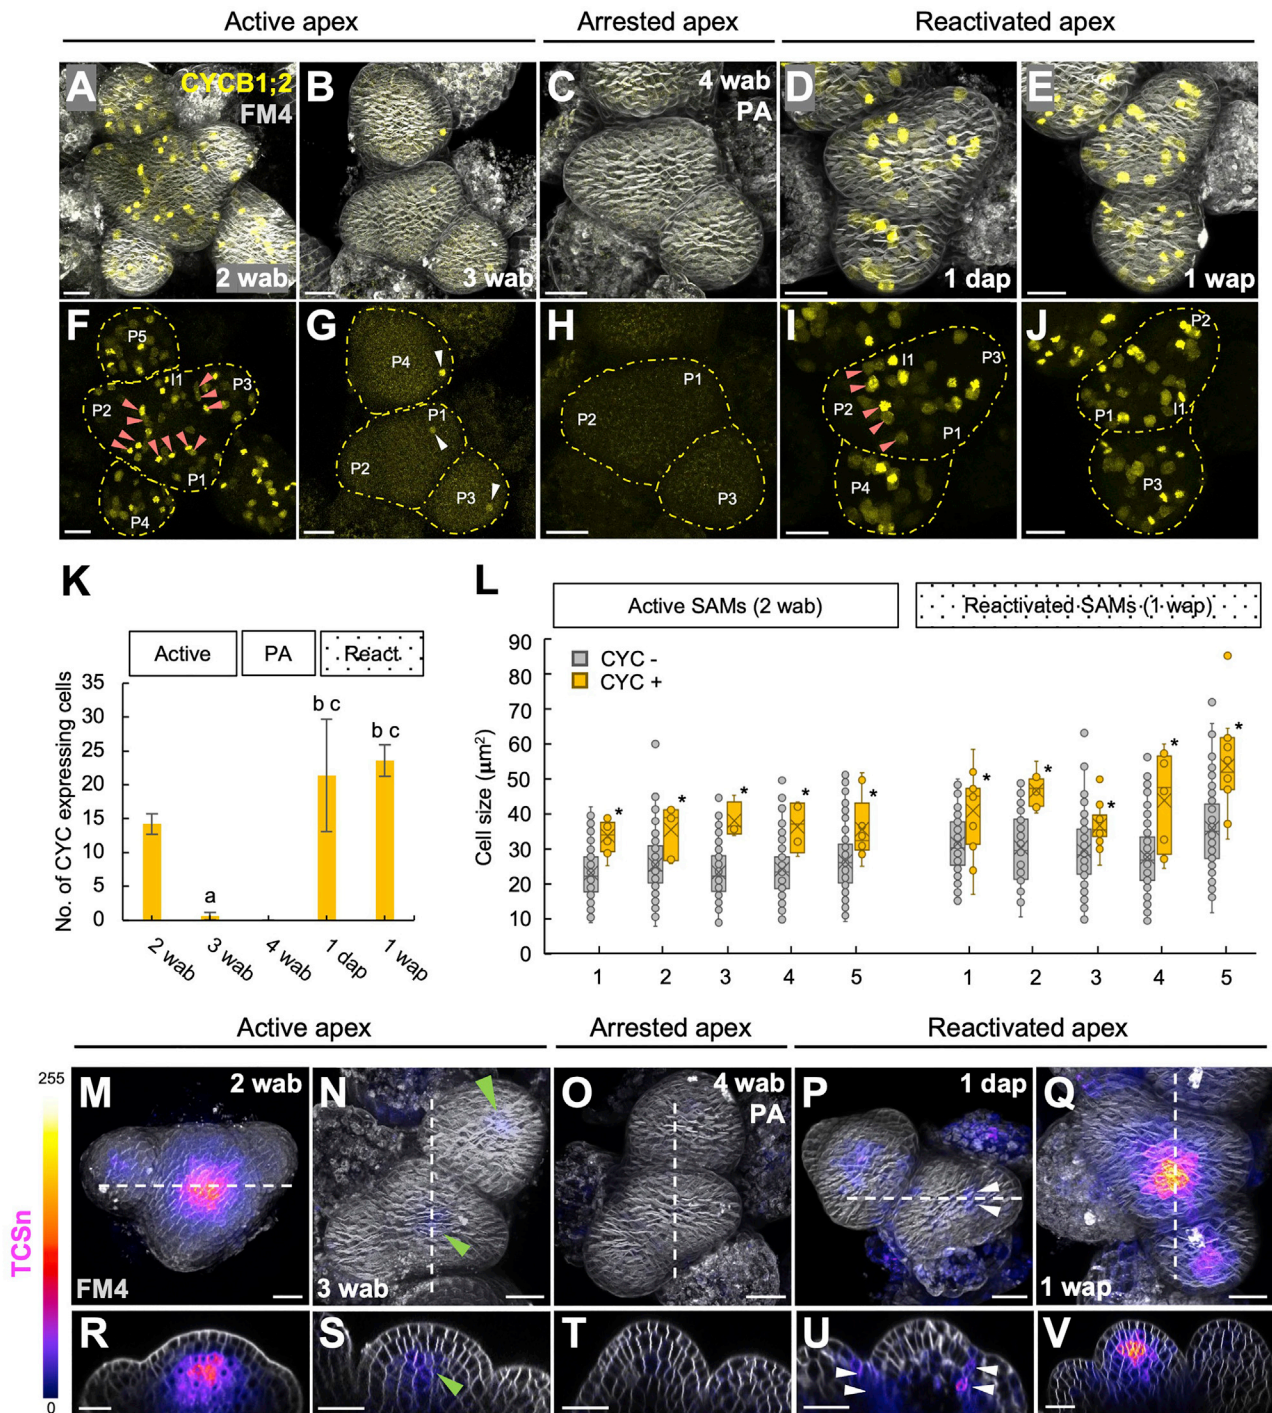 Active apex Arrested apex Reactivated apex
A CYCB1;2 B C 4 wab D E
FM4 PA
2 wab 3 wab 1 dap 1 wap
F G H I J
P5 I1 P3 P2 P1 P4
P4 P1 P2 P3
P1 P2 P3
I1 P3 P2 P1 P4
P2 P1 I1 P3
K
Active PA React
No. of CYC expressing cells
35
30
25
20
15
10
5
0
a
b c
b c
2 wab 3 wab 4 wab 1 dap 1 wap
L
Active SAMs (2 wab) Reactivated SAMs (1 wap)
Cell size (μm²)
90
80
70
60
50
40
30
20
10
0
CYC -
CYC +
* * * * * * * * * *
1 2 3 4 5 1 2 3 4 5
Active apex Arrested apex Reactivated apex
255
TCSn
0
M 2 wab N O 4 wab P 1 dap Q
PA
FM4 3 wab 1 wap
R S T U V